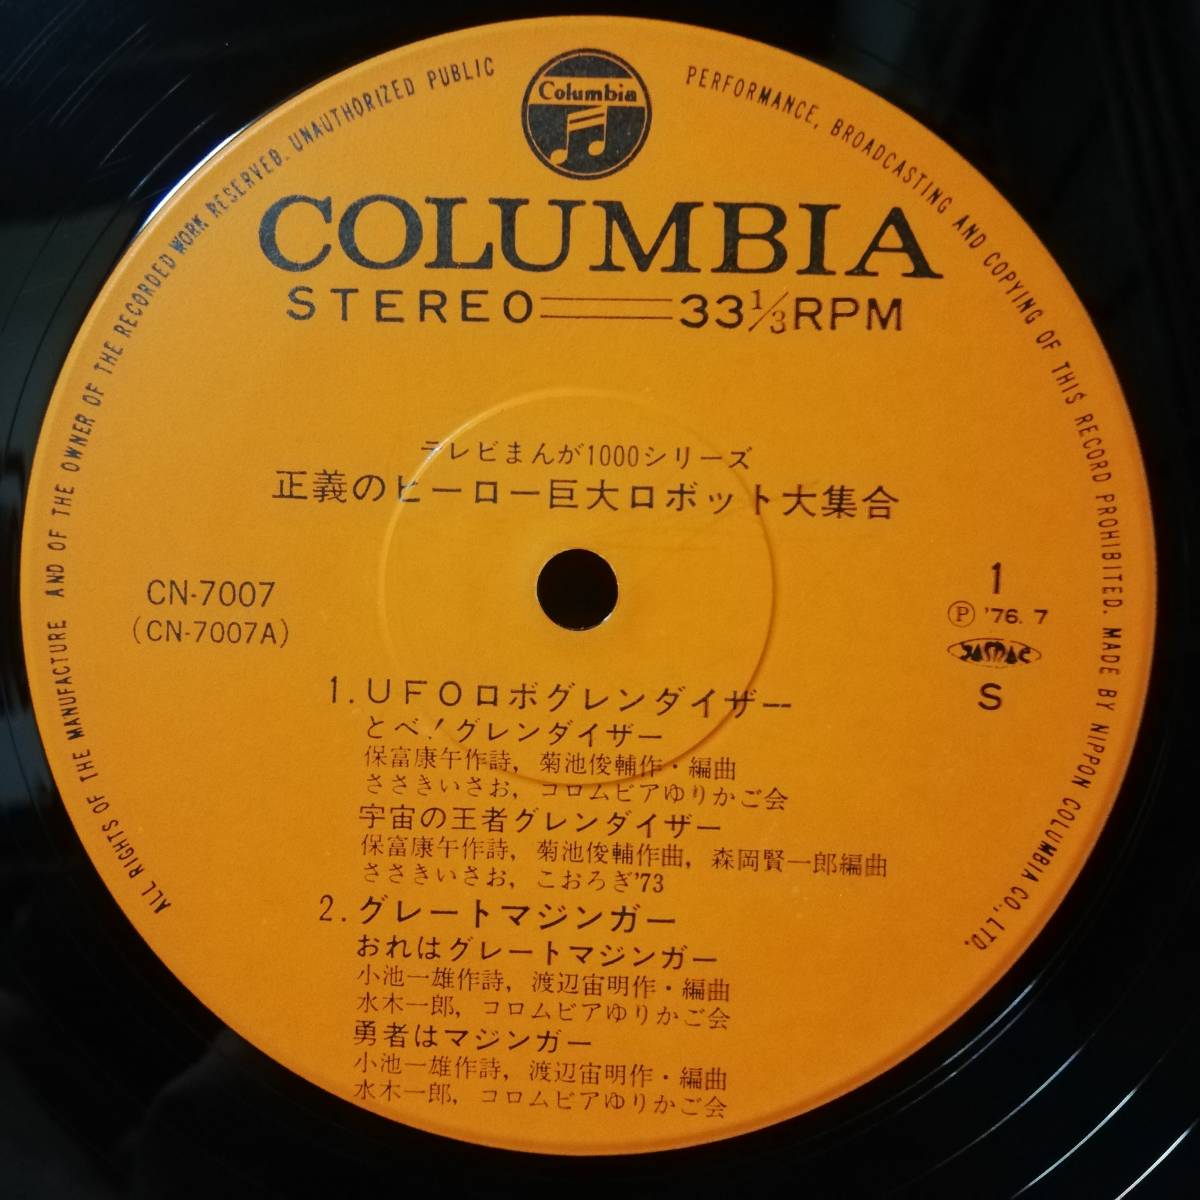 ALL RIGHTS OF THE MANUFACTURE AND OF THE OWNER OF THE RECORDED WORK RESERVED. UNAUTHORIZED PUBLIC PERFORMANCE, BROADCASTING AND COPYING OF THIS RECORD PROHIBITED. MADE BY NIPPON COLUMBIA CO., LTD.
Columbia
COLUMBIA
STEREO 33 1/3 RPM
テレビまんが1000シリーズ
正義のヒーロー巨大ロボット大集合
CN-7007
(CN-7007A)
1
Ⓟ '76. 7
JASRAC
S
1. UFOロボグレンダイザー
とべ!グレンダイザー
保富康午作詩, 菊池俊輔作・編曲
ささきいさお, コロムビアゆりかご会
宇宙の王者グレンダイザー
保富康午作詩, 菊池俊輔作曲, 森岡賢一郎編曲
ささきいさお, こおろぎ'73
2. グレートマジンガー
おれはグレートマジンガー
小池一雄作詩, 渡辺宙明作・編曲
水木一郎, コロムビアゆりかご会
勇者はマジンガー
小池一雄作詩, 渡辺宙明作・編曲
水木一郎, コロムビアゆりかご会